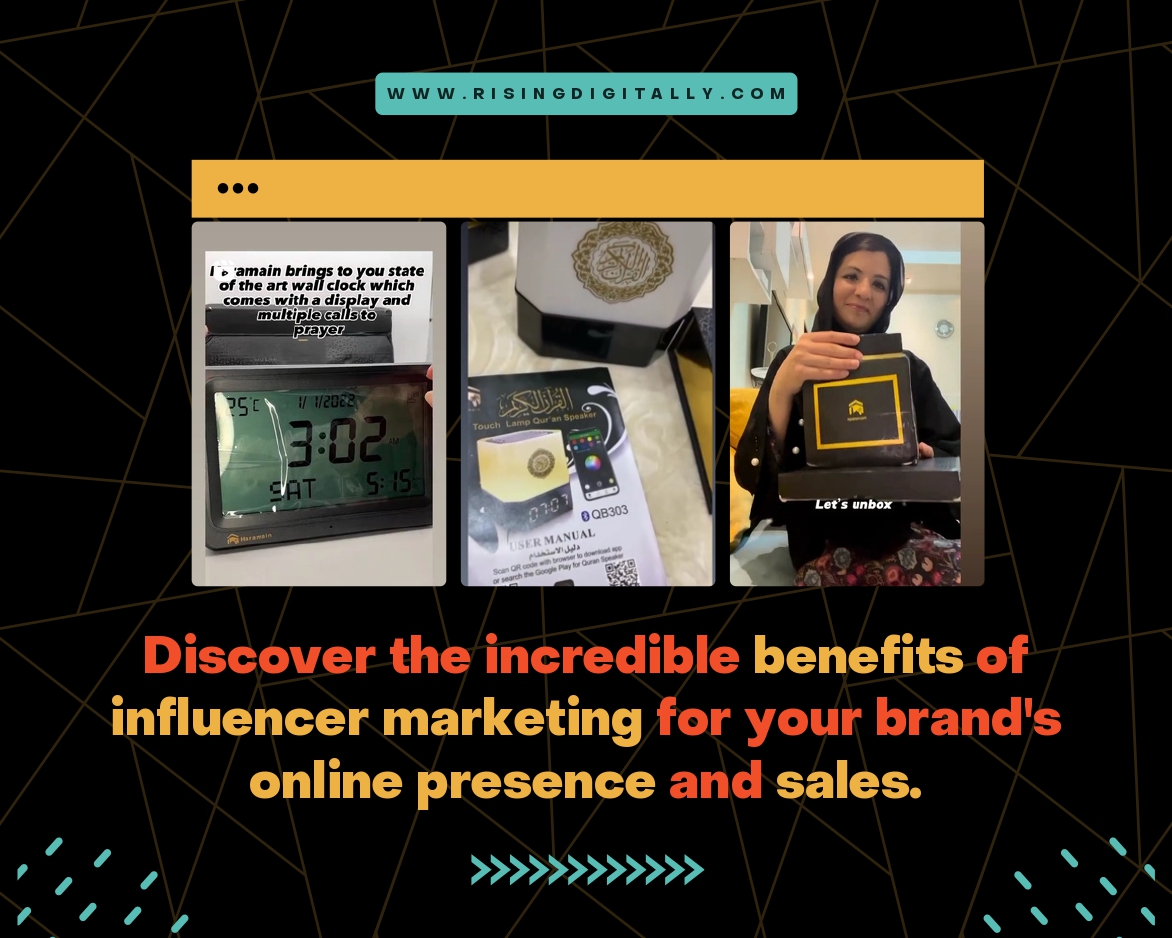 WWW.RISINGDIGITALLY.COM
amain brings to you state
of the art wall clock which
comes with a display and
multiple calls to
prayer
25°C 1/1/2023
3:02
SAT 5:15
Haramain
القرآن الكريم
Touch Lamp Qur'an Speaker
0707
QB303
USER MANUAL
دليل الاستخدام
Scan QR code with browser to download app
or search the Google Play for Quran Speaker
Let's unbox
Discover the incredible benefits of
influencer marketing for your brand's
online presence and sales.